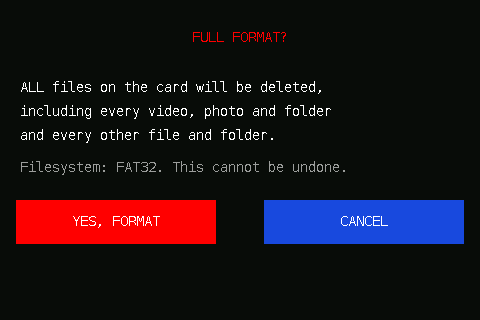 FULL FORMAT?
ALL files on the card will be deleted,
including every video, photo and folder
and every other file and folder.
Filesystem: FAT32. This cannot be undone.
YES, FORMAT
CANCEL